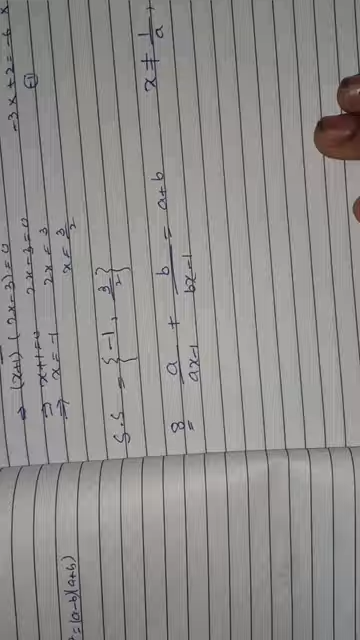 -3x+2=-6x
①
⇒ (x+1)(2x-3)=0
⇒ x+1=0 2x-3=0
⇒ x=-1 2x=3
x=3/2
S.S = {-1, 3/2}
8 a/(ax-1) + b/(bx-1) = a+b x≠1/a,
=(a-b)(a+b)